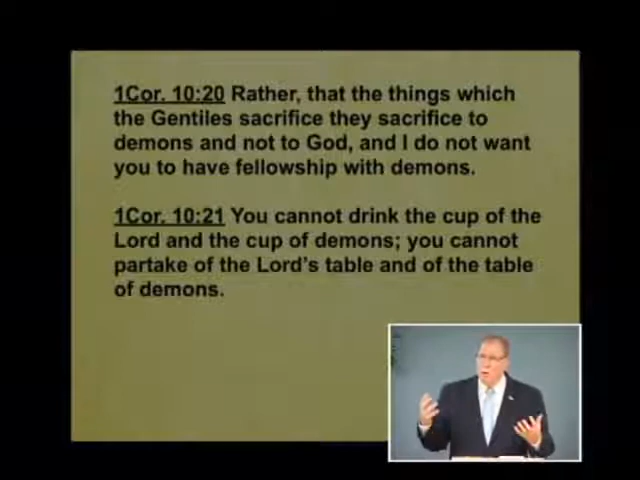 1Cor. 10:20 Rather, that the things which
the Gentiles sacrifice they sacrifice to
demons and not to God, and I do not want
you to have fellowship with demons.
1Cor. 10:21 You cannot drink the cup of the
Lord and the cup of demons; you cannot
partake of the Lord's table and of the table
of demons.